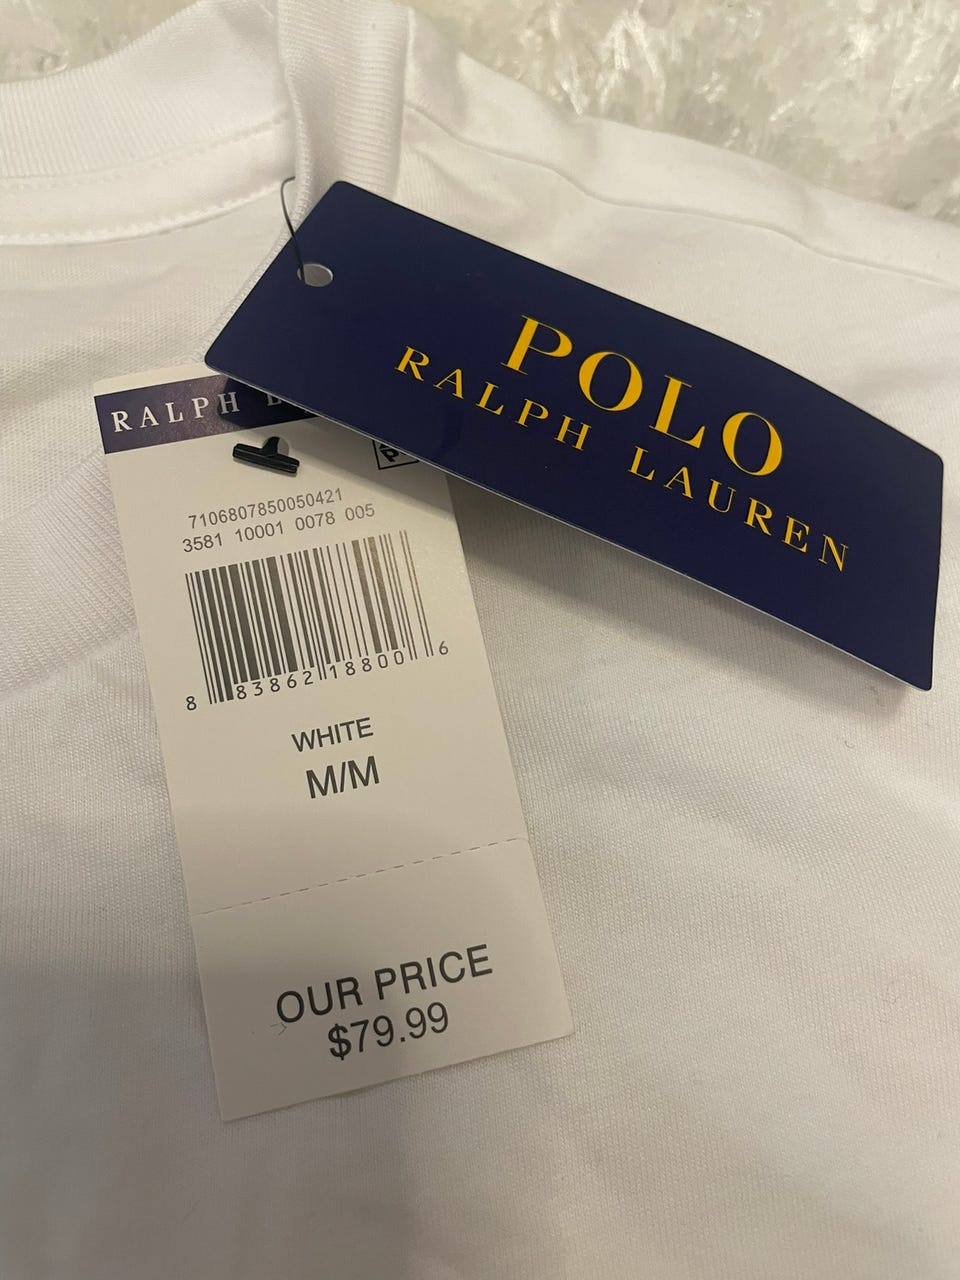 POLO
RALPH LAUREN
RALPH
P
7106807850050421
3581 10001 0078 005
8 83862 18800 6
WHITE
M/M
OUR PRICE
$79.99